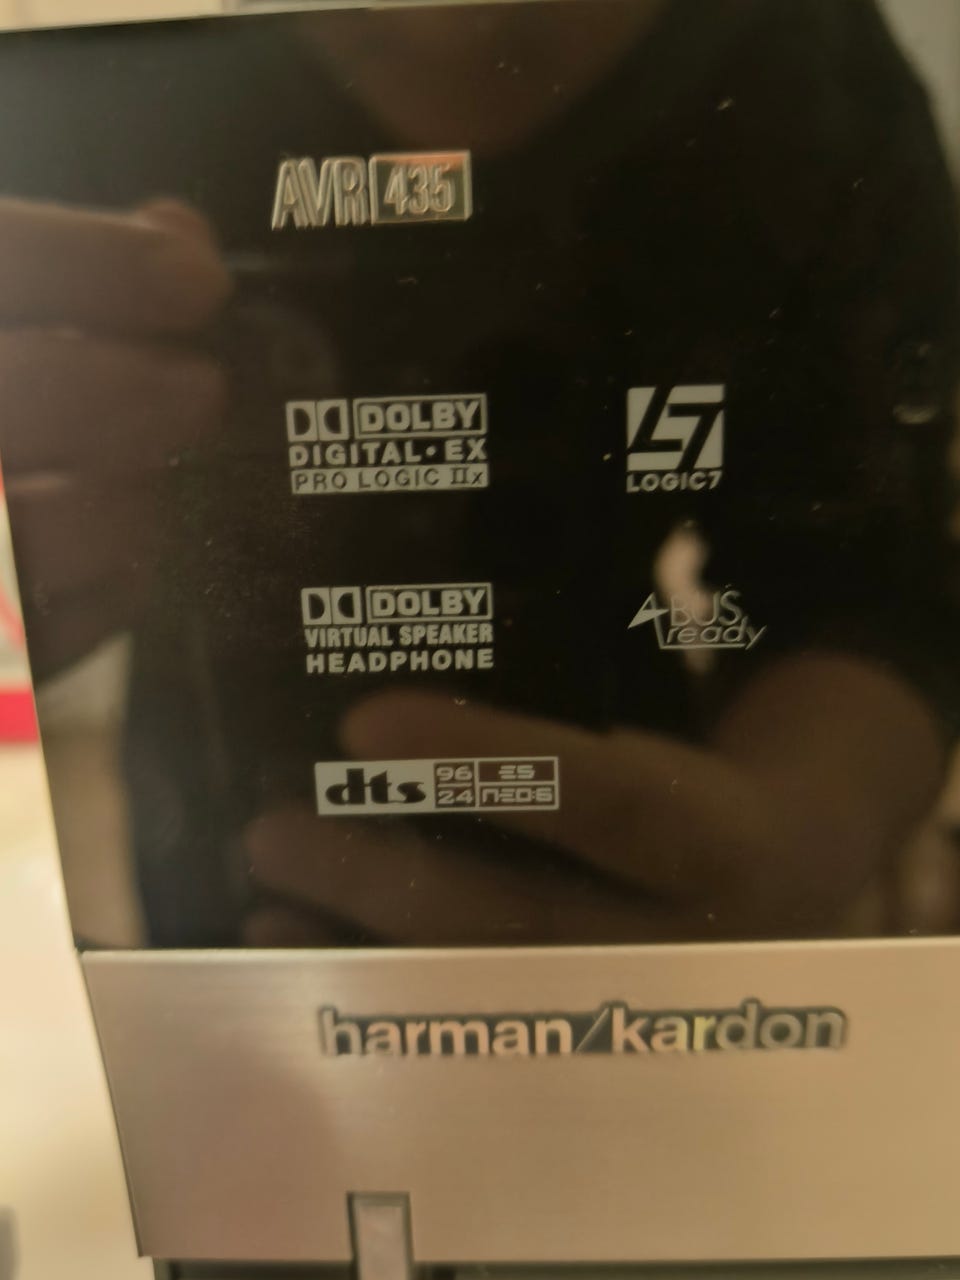 AVR 435
DOLBY
DIGITAL•EX
PRO LOGIC IIx
L7
LOGIC7
DOLBY
VIRTUAL SPEAKER
HEADPHONE
A BUS
ready
dts 96 24 ES NEO:6
harman/kardon